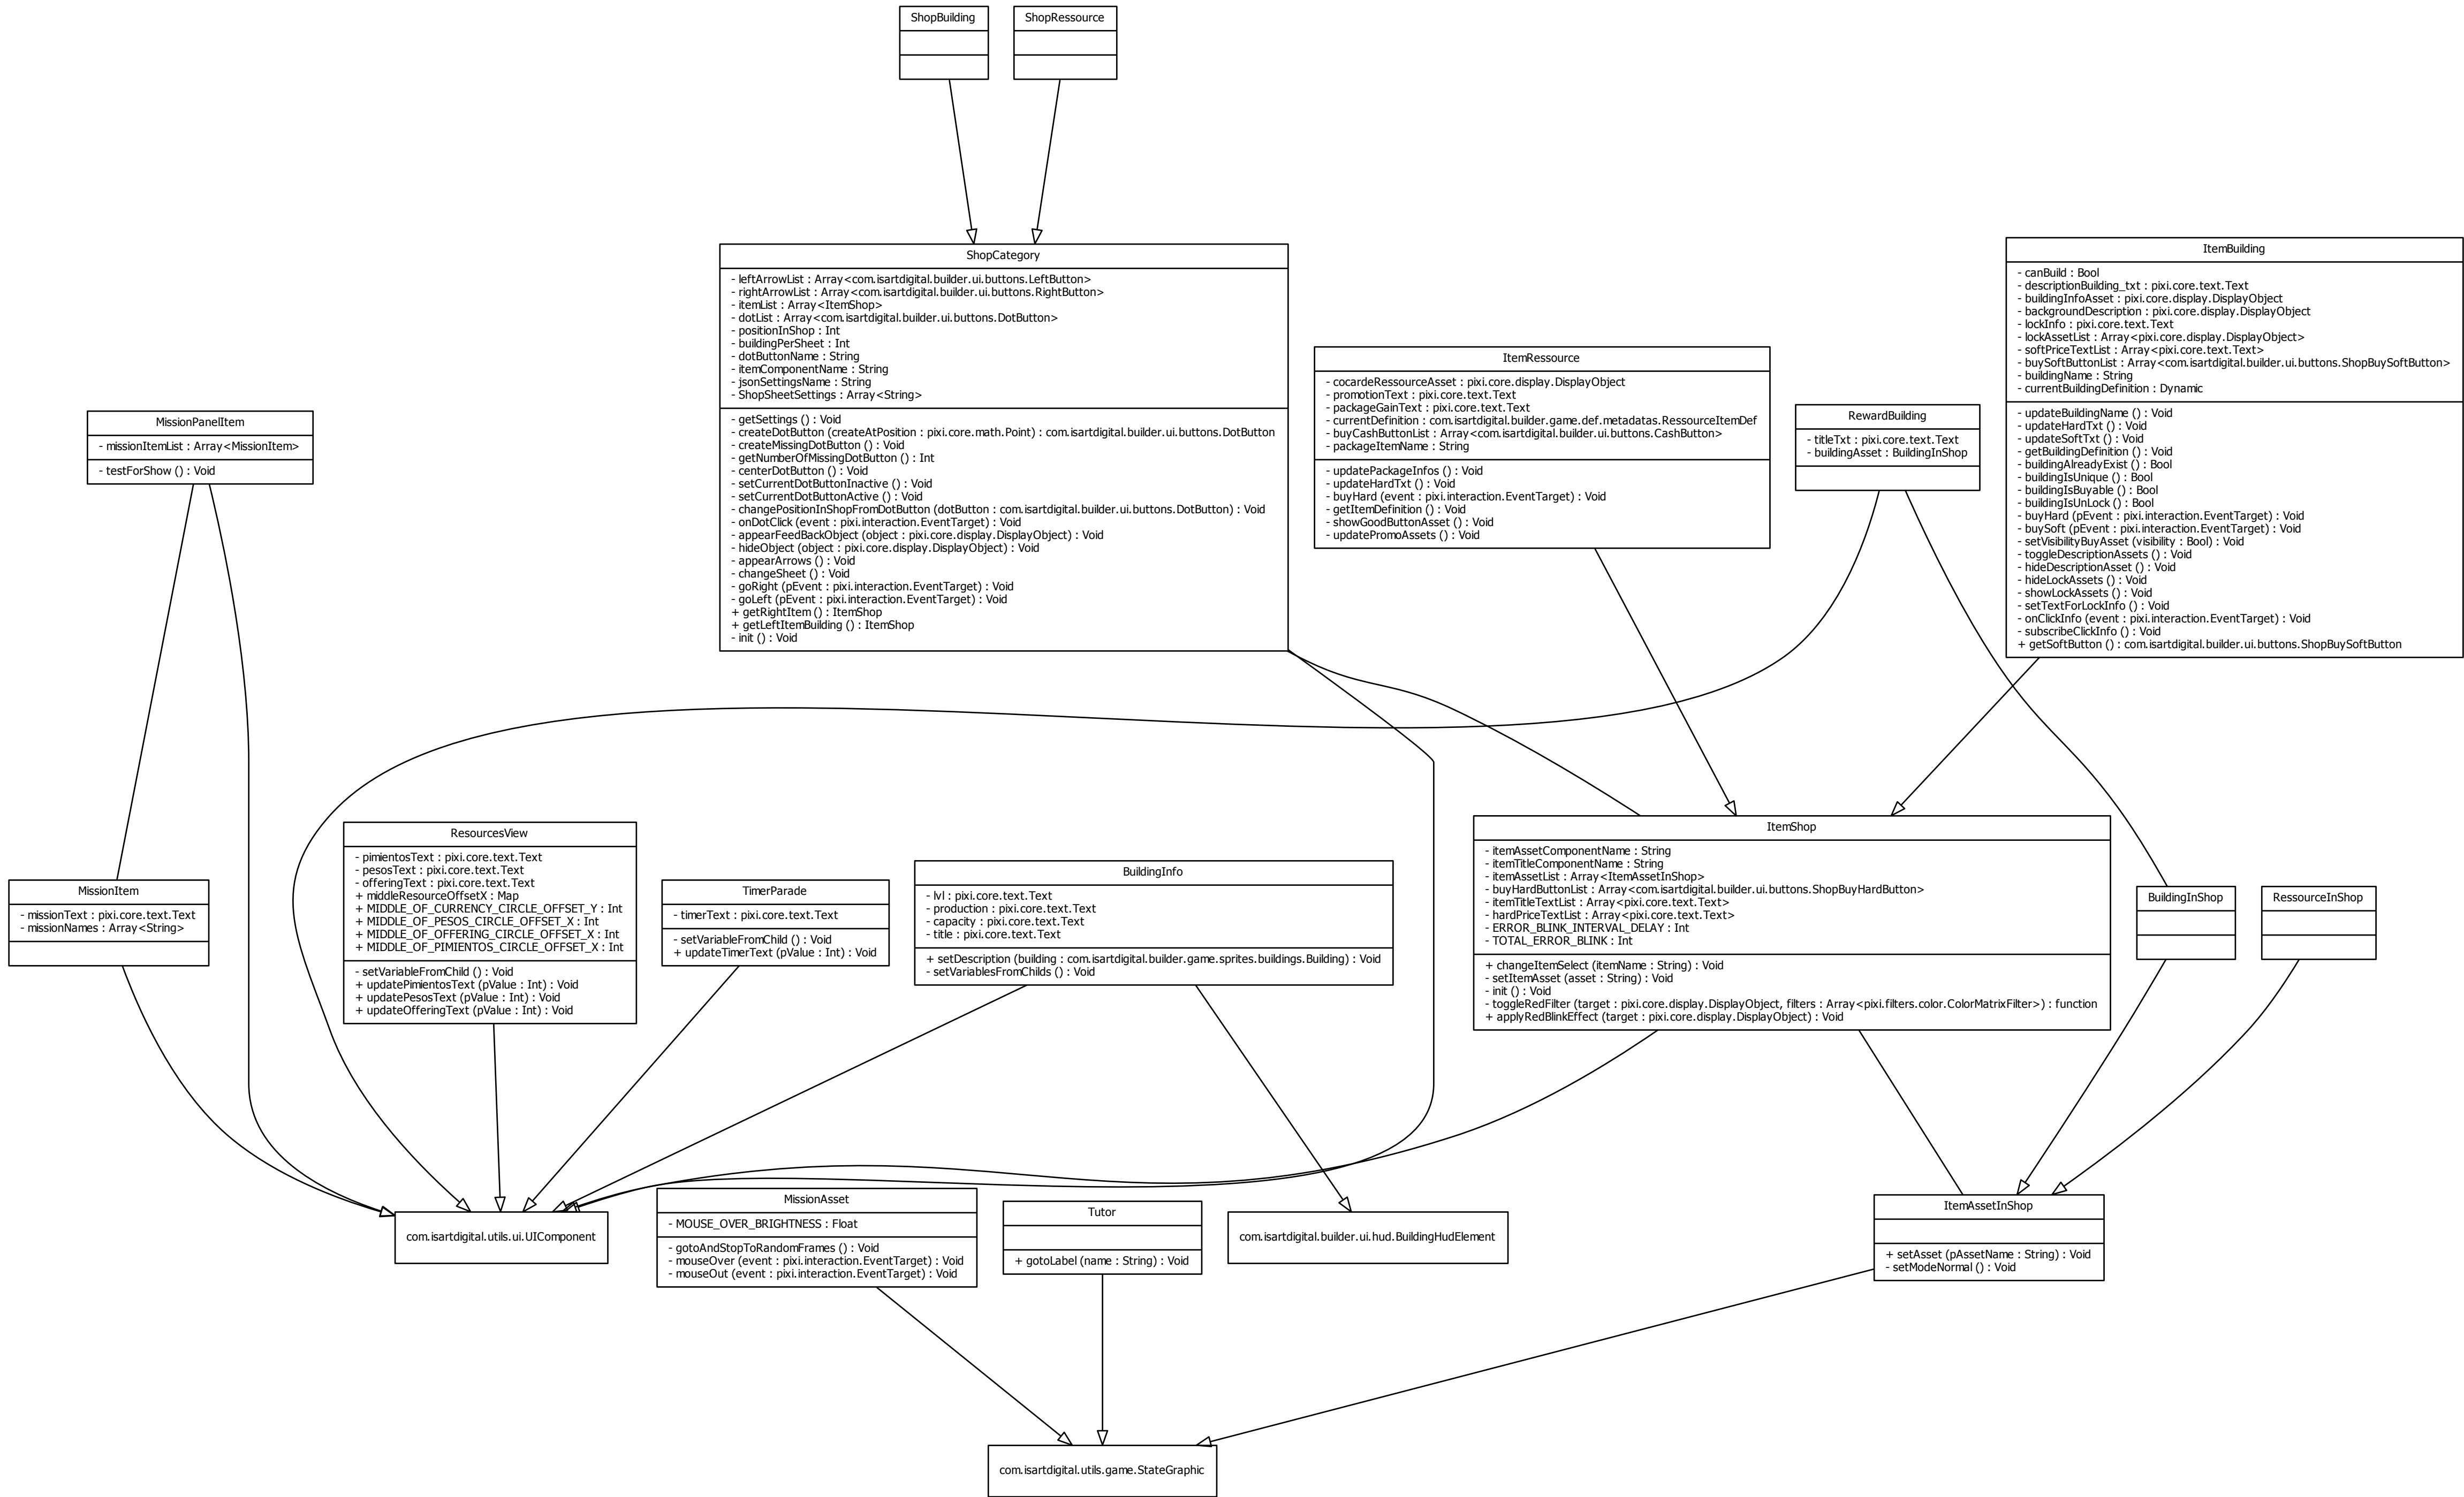 ShopBuilding
ShopRessource
ShopCategory
- leftArrowList : Array<com.isartdigital.builder.ui.buttons.LeftButton>
- rightArrowList : Array<com.isartdigital.builder.ui.buttons.RightButton>
- itemList : Array<ItemShop>
- dotList : Array<com.isartdigital.builder.ui.buttons.DotButton>
- positionInShop : Int
- buildingPerSheet : Int
- dotButtonName : String
- itemComponentName : String
- jsonSettingsName : String
- ShopSheetSettings : Array<String>
- getSettings () : Void
- createDotButton (createAtPosition : pixi.core.math.Point) : com.isartdigital.builder.ui.buttons.DotButton
- createMissingDotButton () : Void
- getNumberOfMissingDotButton () : Int
- centerDotButton () : Void
- setCurrentDotButtonInactive () : Void
- setCurrentDotButtonActive () : Void
- changePositionInShopFromDotButton (dotButton : com.isartdigital.builder.ui.buttons.DotButton) : Void
- onDotClick (event : pixi.interaction.EventTarget) : Void
- appearFeedBackObject (object : pixi.core.display.DisplayObject) : Void
- hideObject (object : pixi.core.display.DisplayObject) : Void
- appearArrows () : Void
- changeSheet () : Void
- goRight (pEvent : pixi.interaction.EventTarget) : Void
- goLeft (pEvent : pixi.interaction.EventTarget) : Void
+ getRightItem () : ItemShop
+ getLeftItemBuilding () : ItemShop
- init () : Void
ItemBuilding
- canBuild : Bool
- descriptionBuilding_txt : pixi.core.text.Text
- buildingInfoAsset : pixi.core.display.DisplayObject
- backgroundDescription : pixi.core.display.DisplayObject
- lockInfo : pixi.core.text.Text
- lockAssetList : Array<pixi.core.display.DisplayObject>
- softPriceTextList : Array<pixi.core.text.Text>
- buySoftButtonList : Array<com.isartdigital.builder.ui.buttons.ShopBuySoftButton>
- buildingName : String
- currentBuildingDefinition : Dynamic
- updateBuildingName () : Void
- updateHardTxt () : Void
- updateSoftTxt () : Void
- getBuildingDefinition () : Void
- buildingAlreadyExist () : Bool
- buildingIsUnique () : Bool
- buildingIsBuyable () : Bool
- buildingIsUnLock () : Bool
- buyHard (pEvent : pixi.interaction.EventTarget) : Void
- buySoft (pEvent : pixi.interaction.EventTarget) : Void
- setVisibilityBuyAsset (visibility : Bool) : Void
- toggleDescriptionAssets () : Void
- hideDescriptionAsset () : Void
- hideLockAssets () : Void
- showLockAssets () : Void
- setTextForLockInfo () : Void
- onClickInfo (event : pixi.interaction.EventTarget) : Void
- subscribeClickInfo () : Void
+ getSoftButton () : com.isartdigital.builder.ui.buttons.ShopBuySoftButton
ItemRessource
- cocardeRessourceAsset : pixi.core.display.DisplayObject
- promotionText : pixi.core.text.Text
- packageGainText : pixi.core.text.Text
- currentDefinition : com.isartdigital.builder.game.def.metadatas.RessourceItemDef
- buyCashButtonList : Array<com.isartdigital.builder.ui.buttons.CashButton>
- packageItemName : String
- updatePackageInfos () : Void
- updateHardTxt () : Void
- buyHard (event : pixi.interaction.EventTarget) : Void
- getItemDefinition () : Void
- showGoodButtonAsset () : Void
- updatePromoAssets () : Void
RewardBuilding
- titleTxt : pixi.core.text.Text
- buildingAsset : BuildingInShop
MissionPanelItem
- missionItemList : Array<MissionItem>
- testForShow () : Void
MissionItem
- missionText : pixi.core.text.Text
- missionNames : Array<String>
ResourcesView
- pimientosText : pixi.core.text.Text
- pesosText : pixi.core.text.Text
- offeringText : pixi.core.text.Text
+ middleResourceOffsetX : Map
+ MIDDLE_OF_CURRENCY_CIRCLE_OFFSET_Y : Int
+ MIDDLE_OF_PESOS_CIRCLE_OFFSET_X : Int
+ MIDDLE_OF_OFFERING_CIRCLE_OFFSET_X : Int
+ MIDDLE_OF_PIMIENTOS_CIRCLE_OFFSET_X : Int
- setVariableFromChild () : Void
+ updatePimientosText (pValue : Int) : Void
+ updatePesosText (pValue : Int) : Void
+ updateOfferingText (pValue : Int) : Void
TimerParade
- timerText : pixi.core.text.Text
- setVariableFromChild () : Void
+ updateTimerText (pValue : Int) : Void
BuildingInfo
- lvl : pixi.core.text.Text
- production : pixi.core.text.Text
- capacity : pixi.core.text.Text
- title : pixi.core.text.Text
+ setDescription (building : com.isartdigital.builder.game.sprites.buildings.Building) : Void
- setVariablesFromChilds () : Void
ItemShop
- itemAssetComponentName : String
- itemTitleComponentName : String
- itemAssetList : Array<ItemAssetInShop>
- buyHardButtonList : Array<com.isartdigital.builder.ui.buttons.ShopBuyHardButton>
- itemTitleTextList : Array<pixi.core.text.Text>
- hardPriceTextList : Array<pixi.core.text.Text>
- ERROR_BLINK_INTERVAL_DELAY : Int
- TOTAL_ERROR_BLINK : Int
+ changeItemSelect (itemName : String) : Void
- setItemAsset (asset : String) : Void
- init () : Void
- toggleRedFilter (target : pixi.core.display.DisplayObject, filters : Array<pixi.filters.color.ColorMatrixFilter>) : function
+ applyRedBlinkEffect (target : pixi.core.display.DisplayObject) : Void
BuildingInShop
RessourceInShop
com.isartdigital.utils.ui.UIComponent
MissionAsset
- MOUSE_OVER_BRIGHTNESS : Float
- gotoAndStopToRandomFrames () : Void
- mouseOver (event : pixi.interaction.EventTarget) : Void
- mouseOut (event : pixi.interaction.EventTarget) : Void
Tutor
+ gotoLabel (name : String) : Void
com.isartdigital.builder.ui.hud.BuildingHudElement
ItemAssetInShop
+ setAsset (pAssetName : String) : Void
- setModeNormal () : Void
com.isartdigital.utils.game.StateGraphic